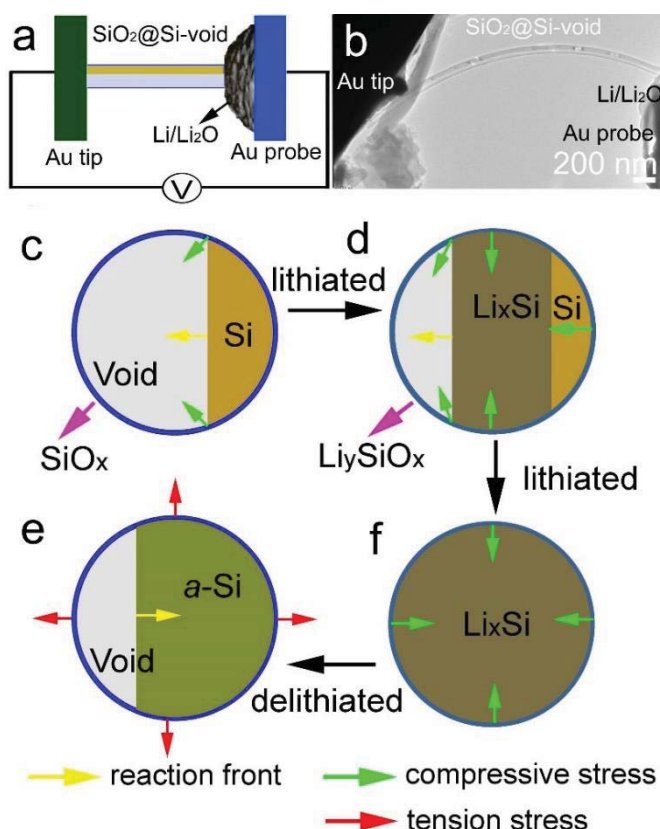 a
SiO₂@Si-void
Li/Li₂O
Au tip
Au probe
V
b
SiO₂@Si-void
Au tip
Li/Li₂O
Au probe
200 nm
c
Void
Si
SiOₓ
lithiated
d
LiₓSi
Si
LiᵧSiOₓ
lithiated
e
a-Si
Void
delithiated
f
LiₓSi
reaction front
compressive stress
tension stress